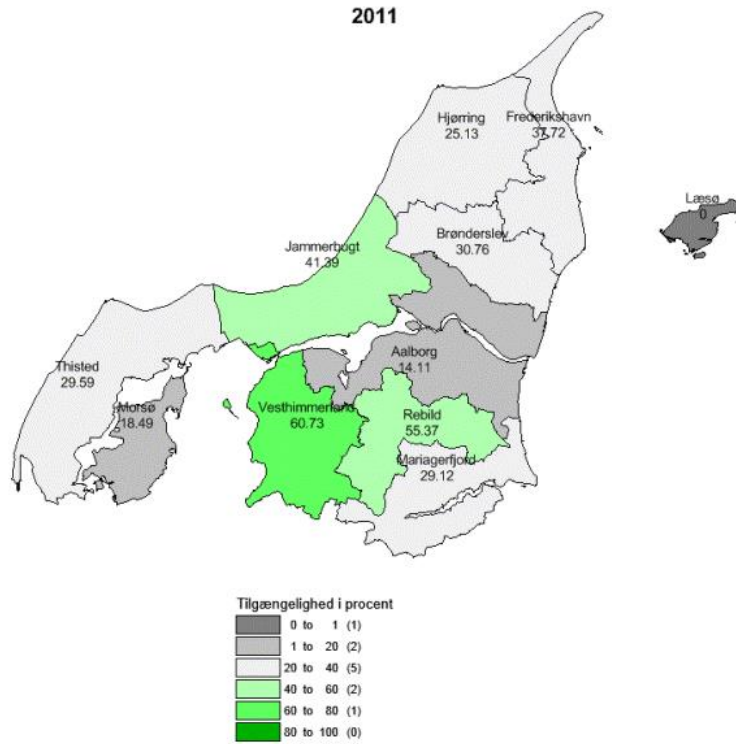 2011
Hjørring
25.13
Frederikshavn
37.72
Læsø
0
Brønderslev
30.76
Jammerbugt
41.39
Aalborg
14.11
Thisted
29.59
Morsø
18.49
Vesthimmerland
60.73
Rebild
55.37
Mariagerfjord
29.12
Tilgængelighed i procent
0 to 1 (1)
1 to 20 (2)
20 to 40 (5)
40 to 60 (2)
60 to 80 (1)
80 to 100 (0)